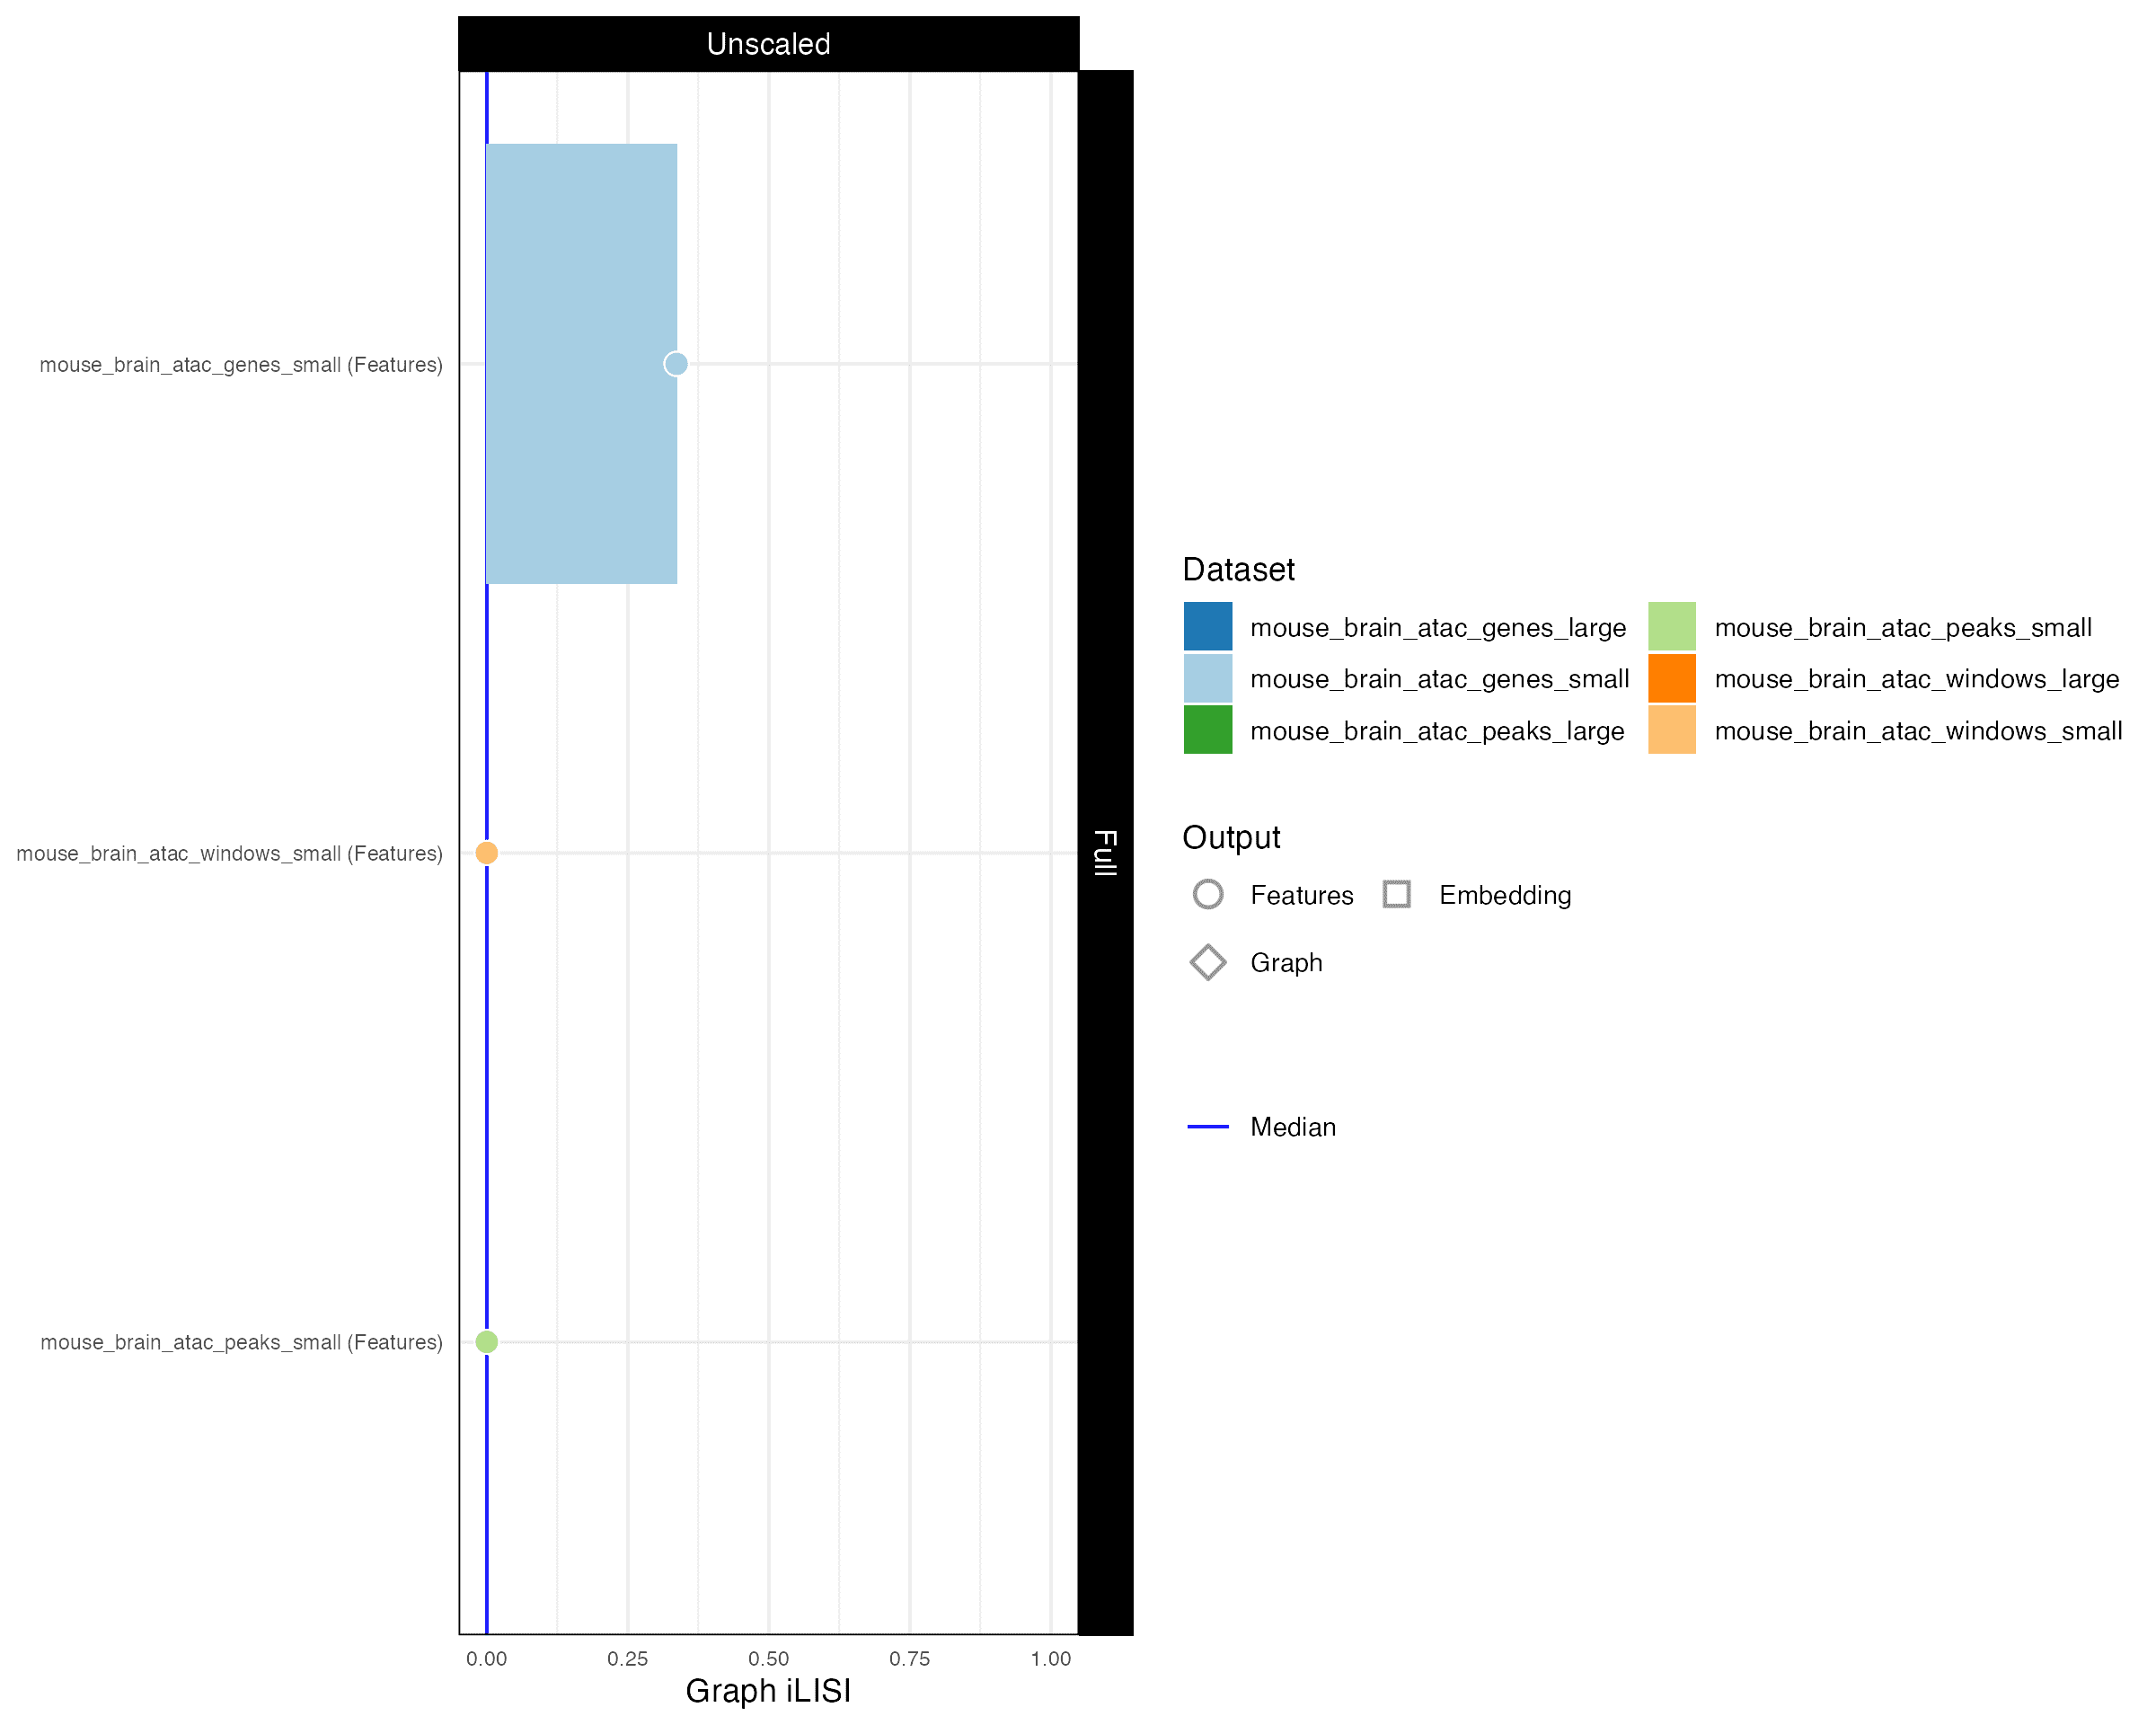 Unscaled
mouse_brain_atac_genes_small (Features)
mouse_brain_atac_windows_small (Features)
mouse_brain_atac_peaks_small (Features)
Full
0.00 0.25 0.50 0.75 1.00
Graph iLISI
Dataset
mouse_brain_atac_genes_large mouse_brain_atac_peaks_small
mouse_brain_atac_genes_small mouse_brain_atac_windows_large
mouse_brain_atac_peaks_large mouse_brain_atac_windows_small
Output
Features Embedding
Graph
Median